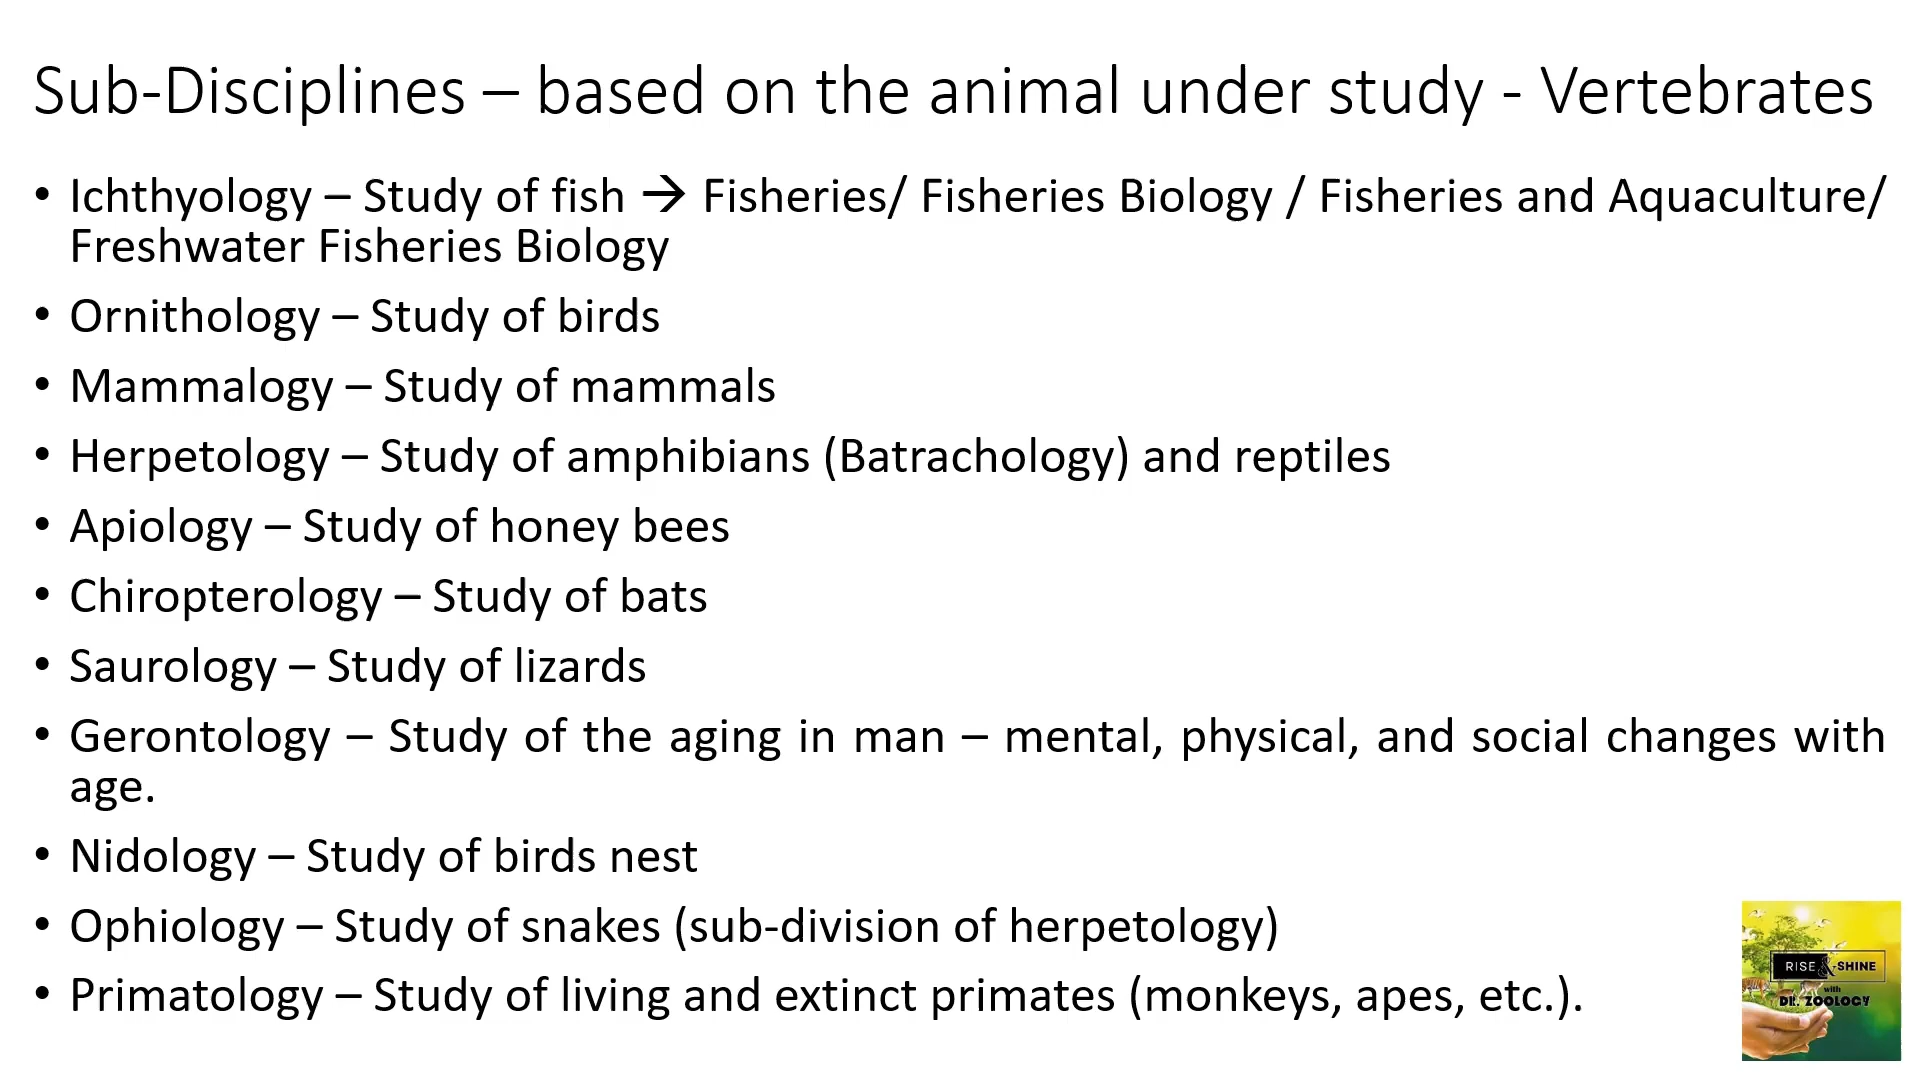 Sub-Disciplines – based on the animal under study - Vertebrates
• Ichthyology – Study of fish → Fisheries/ Fisheries Biology / Fisheries and Aquaculture/
Freshwater Fisheries Biology
• Ornithology – Study of birds
• Mammalogy – Study of mammals
• Herpetology – Study of amphibians (Batrachology) and reptiles
• Apiology – Study of honey bees
• Chiropterology – Study of bats
• Saurology – Study of lizards
• Gerontology – Study of the aging in man – mental, physical, and social changes with
age.
• Nidology – Study of birds nest
• Ophiology – Study of snakes (sub-division of herpetology)
• Primatology – Study of living and extinct primates (monkeys, apes, etc.).
RISE & SHINE
with
DR. ZOOLOGY